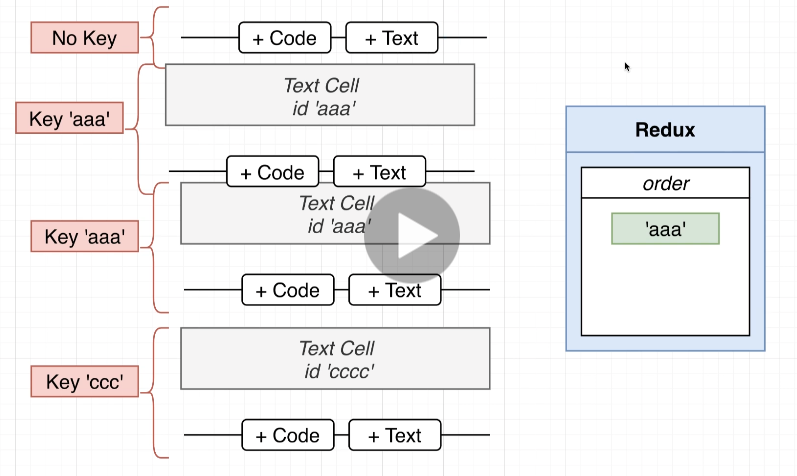 No Key
+ Code
+ Text
Key 'aaa'
Text Cell
id 'aaa'
+ Code
+ Text
Key 'aaa'
Text Cell
id 'aaa'
+ Code
+ Text
Key 'ccc'
Text Cell
id 'cccc'
+ Code
+ Text
Redux
order
'aaa'